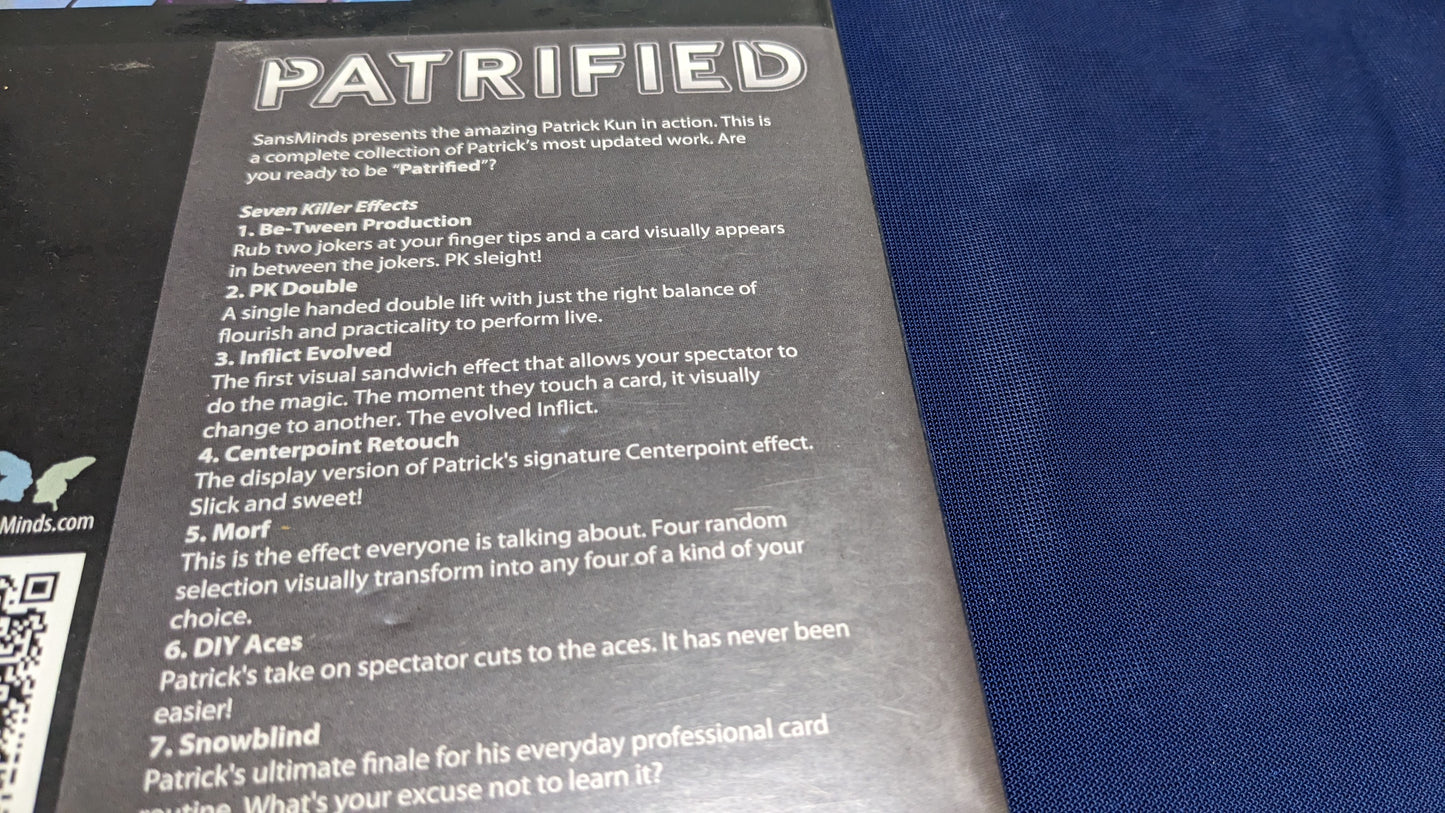 PATRIFIED
SansMinds presents the amazing Patrick Kun in action. This is
a complete collection of Patrick's most updated work. Are
you ready to be "Patrified"?
Seven Killer Effects
1. Be-Tween Production
Rub two jokers at your finger tips and a card visually appears
in between the jokers. PK sleight!
2. PK Double
A single handed double lift with just the right balance of
flourish and practicality to perform live.
3. Inflict Evolved
The first visual sandwich effect that allows your spectator to
do the magic. The moment they touch a card, it visually
change to another. The evolved Inflict.
4. Centerpoint Retouch
The display version of Patrick's signature Centerpoint effect.
Slick and sweet!
5. Morf
This is the effect everyone is talking about. Four random
selection visually transform into any four of a kind of your
choice.
6. DIY Aces
Patrick's take on spectator cuts to the aces. It has never been
easier!
7. Snowblind
Patrick's ultimate finale for his everyday professional card
routine. What's your excuse not to learn it?
Minds.com